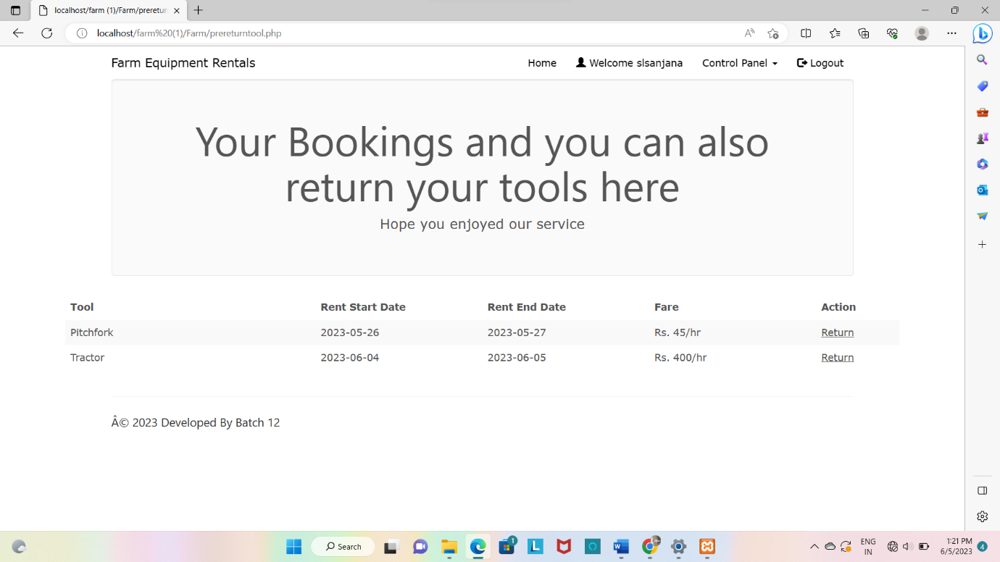 localhost/farm (1)/Farm/prereturn
localhost/farm%20(1)/Farm/prereturntool.php
Farm Equipment Rentals Home Welcome slsanjana Control Panel Logout
Your Bookings and you can also
return your tools here
Hope you enjoyed our service
Tool Rent Start Date Rent End Date Fare Action
Pitchfork 2023-05-26 2023-05-27 Rs. 45/hr Return
Tractor 2023-06-04 2023-06-05 Rs. 400/hr Return
Â© 2023 Developed By Batch 12
Search 1 ENG 1:21 PM
IN 6/5/2023 4